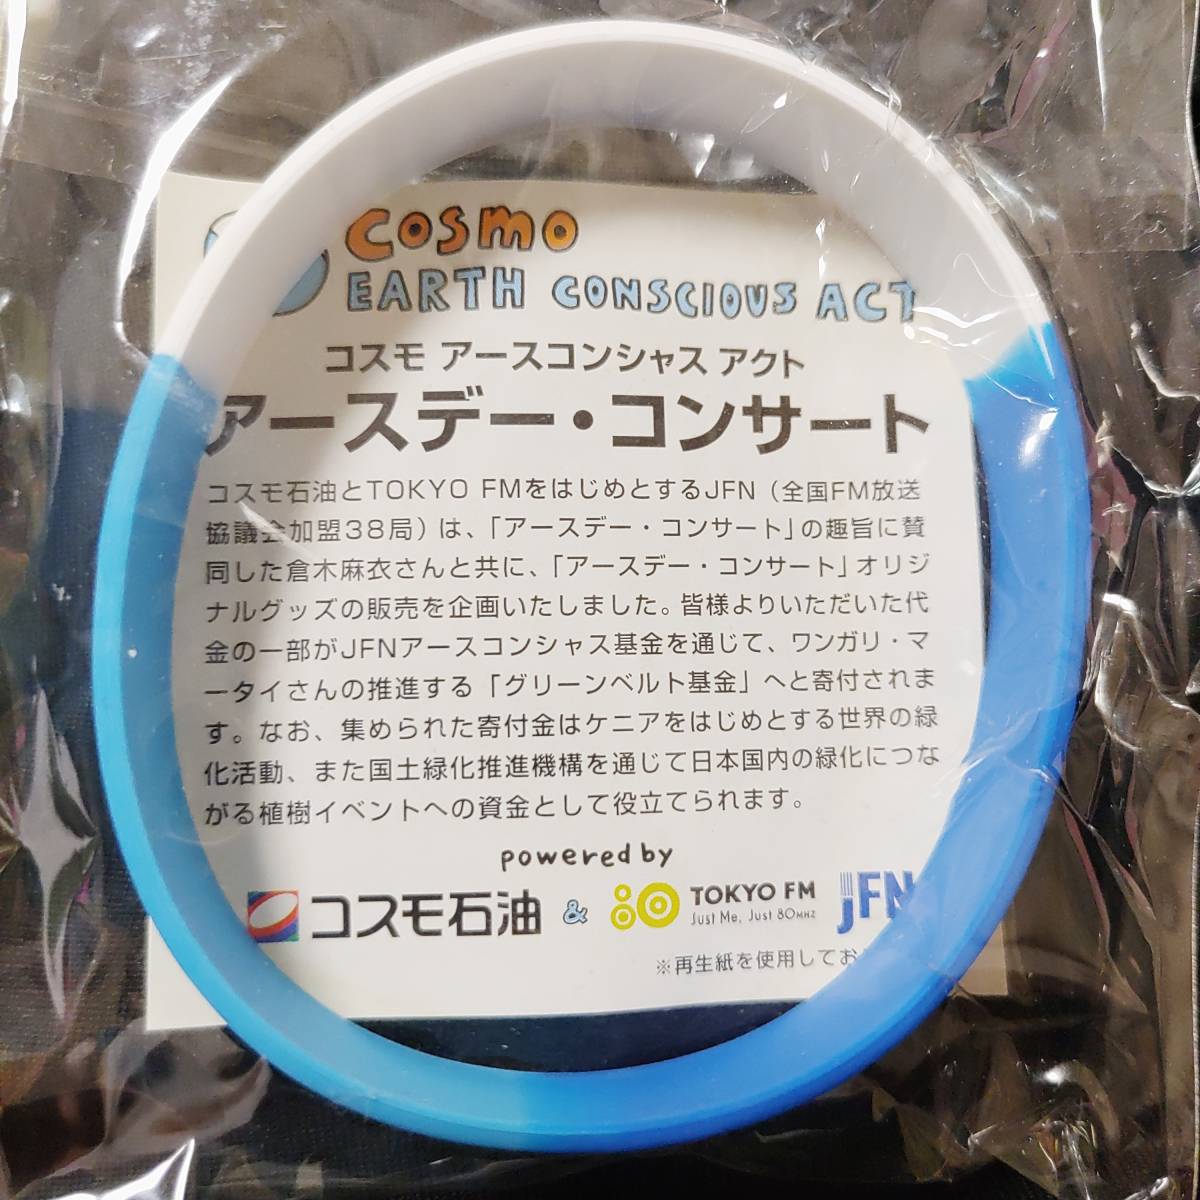 COSMO
EARTH CONSCIOUS ACT
コスモ アースコンシャス アクト
アースデー・コンサート
コスモ石油とTOKYO FMをはじめとするJFN（全国FM放送
協議会加盟38局）は、「アースデー・コンサート」の趣旨に賛
同した倉木麻衣さんと共に、「アースデー・コンサート」オリジ
ナルグッズの販売を企画いたしました。皆様よりいただいた代
金の一部がJFNアースコンシャス基金を通じて、ワンガリ・マ
ータイさんの推進する「グリーンベルト基金」へと寄付されま
す。なお、集められた寄付金はケニアをはじめとする世界の緑
化活動、また国土緑化推進機構を通じて日本国内の緑化につな
がる植樹イベントへの資金として役立てられます。
powered by
コスモ石油 & 80 TOKYO FM JFN
Just Me, Just 80MHz
※再生紙を使用してお